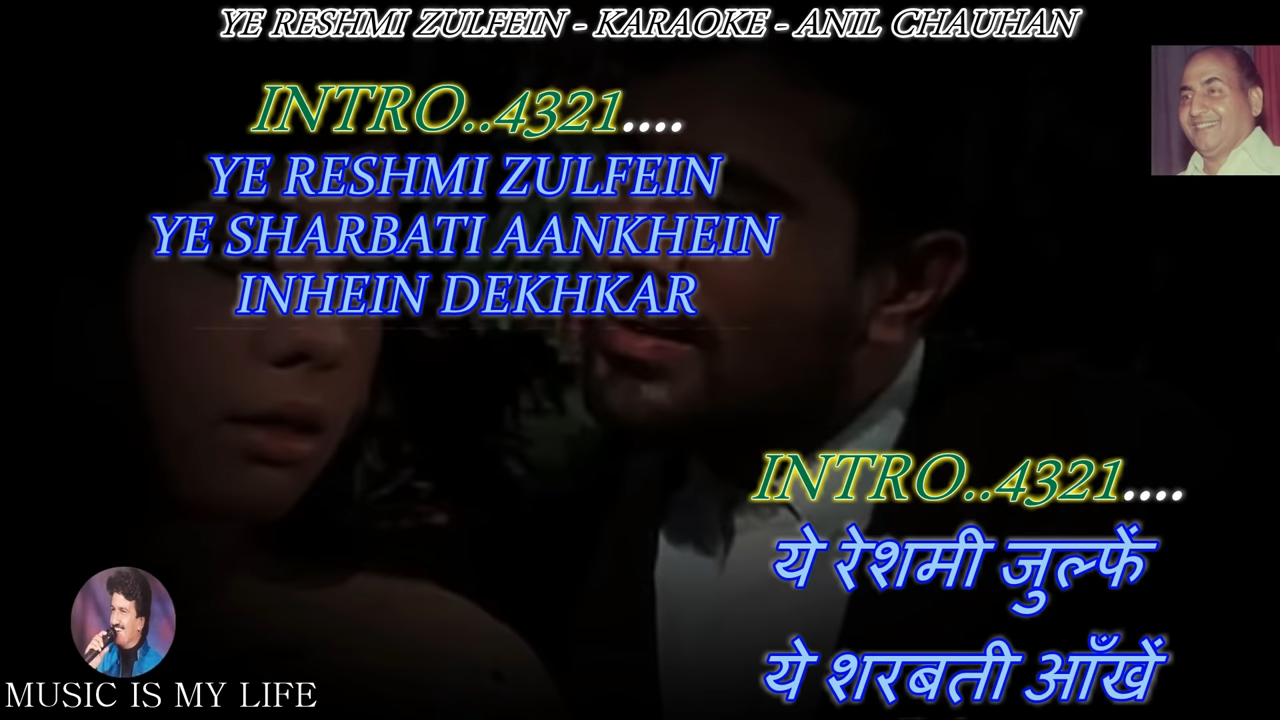 YE RESHMI ZULFEIN - KARAOKE - ANIL CHAUHAN
INTRO..4321....
YE RESHMI ZULFEIN
YE SHARBATI AANKHEIN
INHEIN DEKHKAR
INTRO..4321....
ये रेशमी जुल्फें
ये शरबती आँखें
MUSIC IS MY LIFE